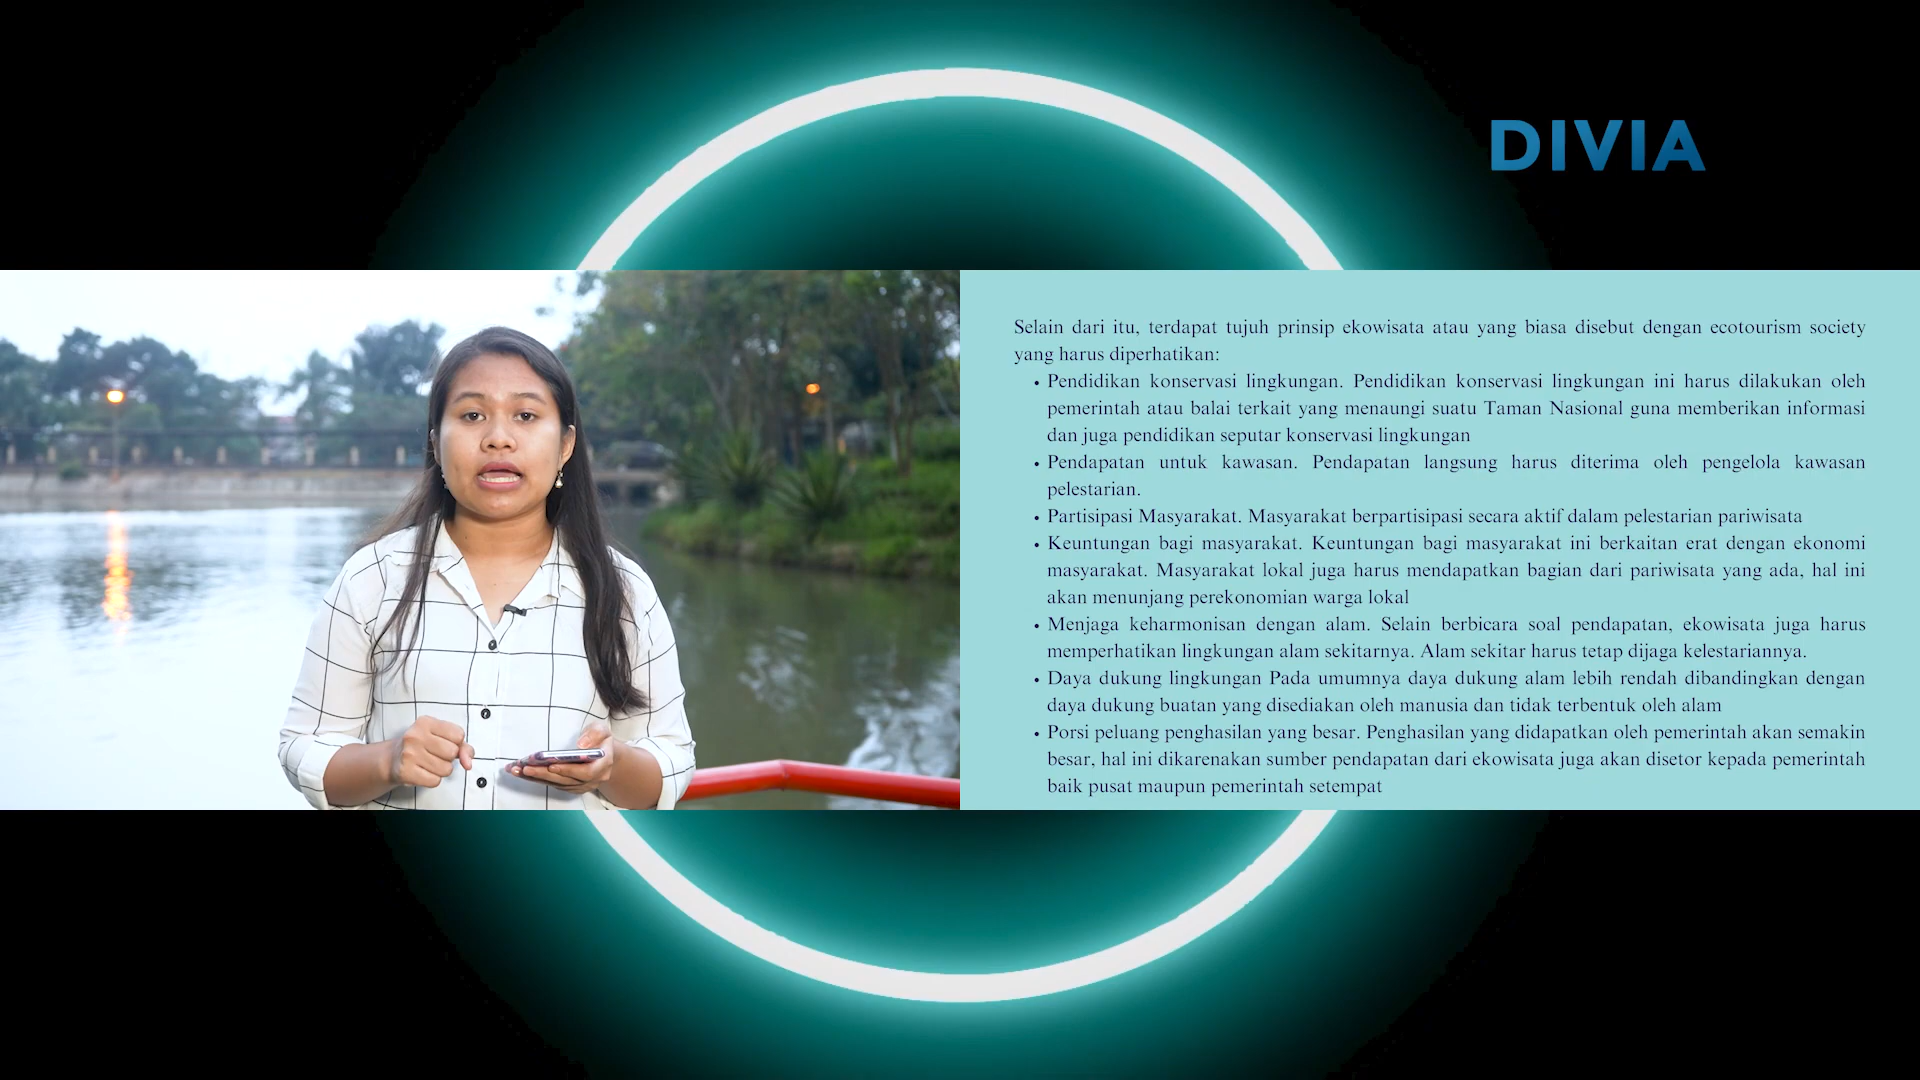 DIVIA
Selain dari itu, terdapat tujuh prinsip ekowisata atau yang biasa disebut dengan ecotourism society
yang harus diperhatikan:
• Pendidikan konservasi lingkungan. Pendidikan konservasi lingkungan ini harus dilakukan oleh
pemerintah atau balai terkait yang menaungi suatu Taman Nasional guna memberikan informasi
dan juga pendidikan seputar konservasi lingkungan
• Pendapatan untuk kawasan. Pendapatan langsung harus diterima oleh pengelola kawasan
pelestarian.
• Partisipasi Masyarakat. Masyarakat berpartisipasi secara aktif dalam pelestarian pariwisata
• Keuntungan bagi masyarakat. Keuntungan bagi masyarakat ini berkaitan erat dengan ekonomi
masyarakat. Masyarakat lokal juga harus mendapatkan bagian dari pariwisata yang ada, hal ini
akan menunjang perekonomian warga lokal
• Menjaga keharmonisan dengan alam. Selain berbicara soal pendapatan, ekowisata juga harus
memperhatikan lingkungan alam sekitarnya. Alam sekitar harus tetap dijaga kelestariannya.
• Daya dukung lingkungan Pada umumnya daya dukung alam lebih rendah dibandingkan dengan
daya dukung buatan yang disediakan oleh manusia dan tidak terbentuk oleh alam
• Porsi peluang penghasilan yang besar. Penghasilan yang didapatkan oleh pemerintah akan semakin
besar, hal ini dikarenakan sumber pendapatan dari ekowisata juga akan disetor kepada pemerintah
baik pusat maupun pemerintah setempat